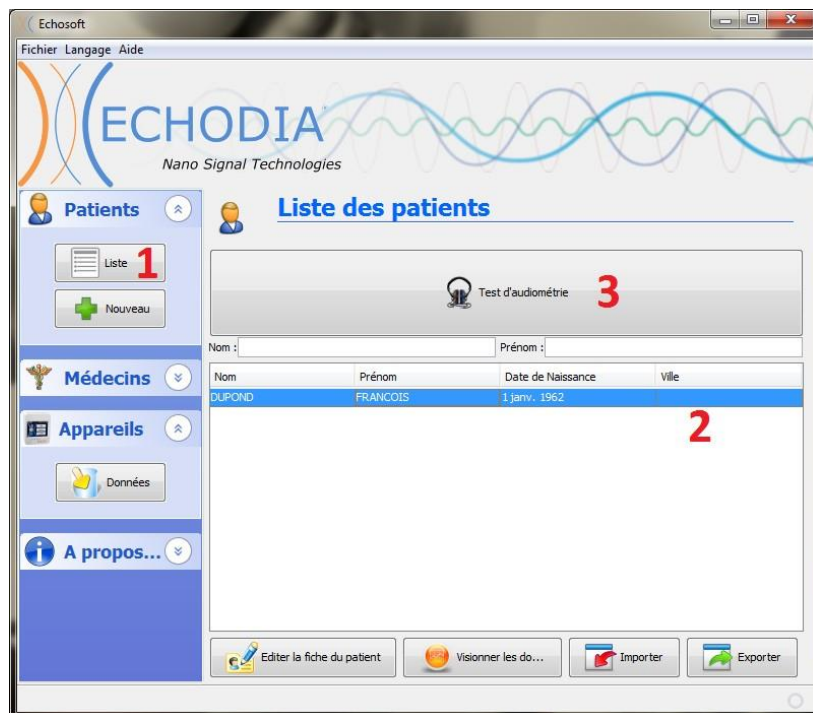 Echosoft
Fichier Langage Aide
ECHODIA
Nano Signal Technologies
Patients
Liste 1
Nouveau
Médecins
Appareils
Données
A propos...
Liste des patients
Test d'audiométrie 3
Nom : Prénom :
Nom Prénom Date de Naissance Ville
DUPOND FRANCOIS 1 janv. 1962
2
Editer la fiche du patient Visionner les do... Importer Exporter